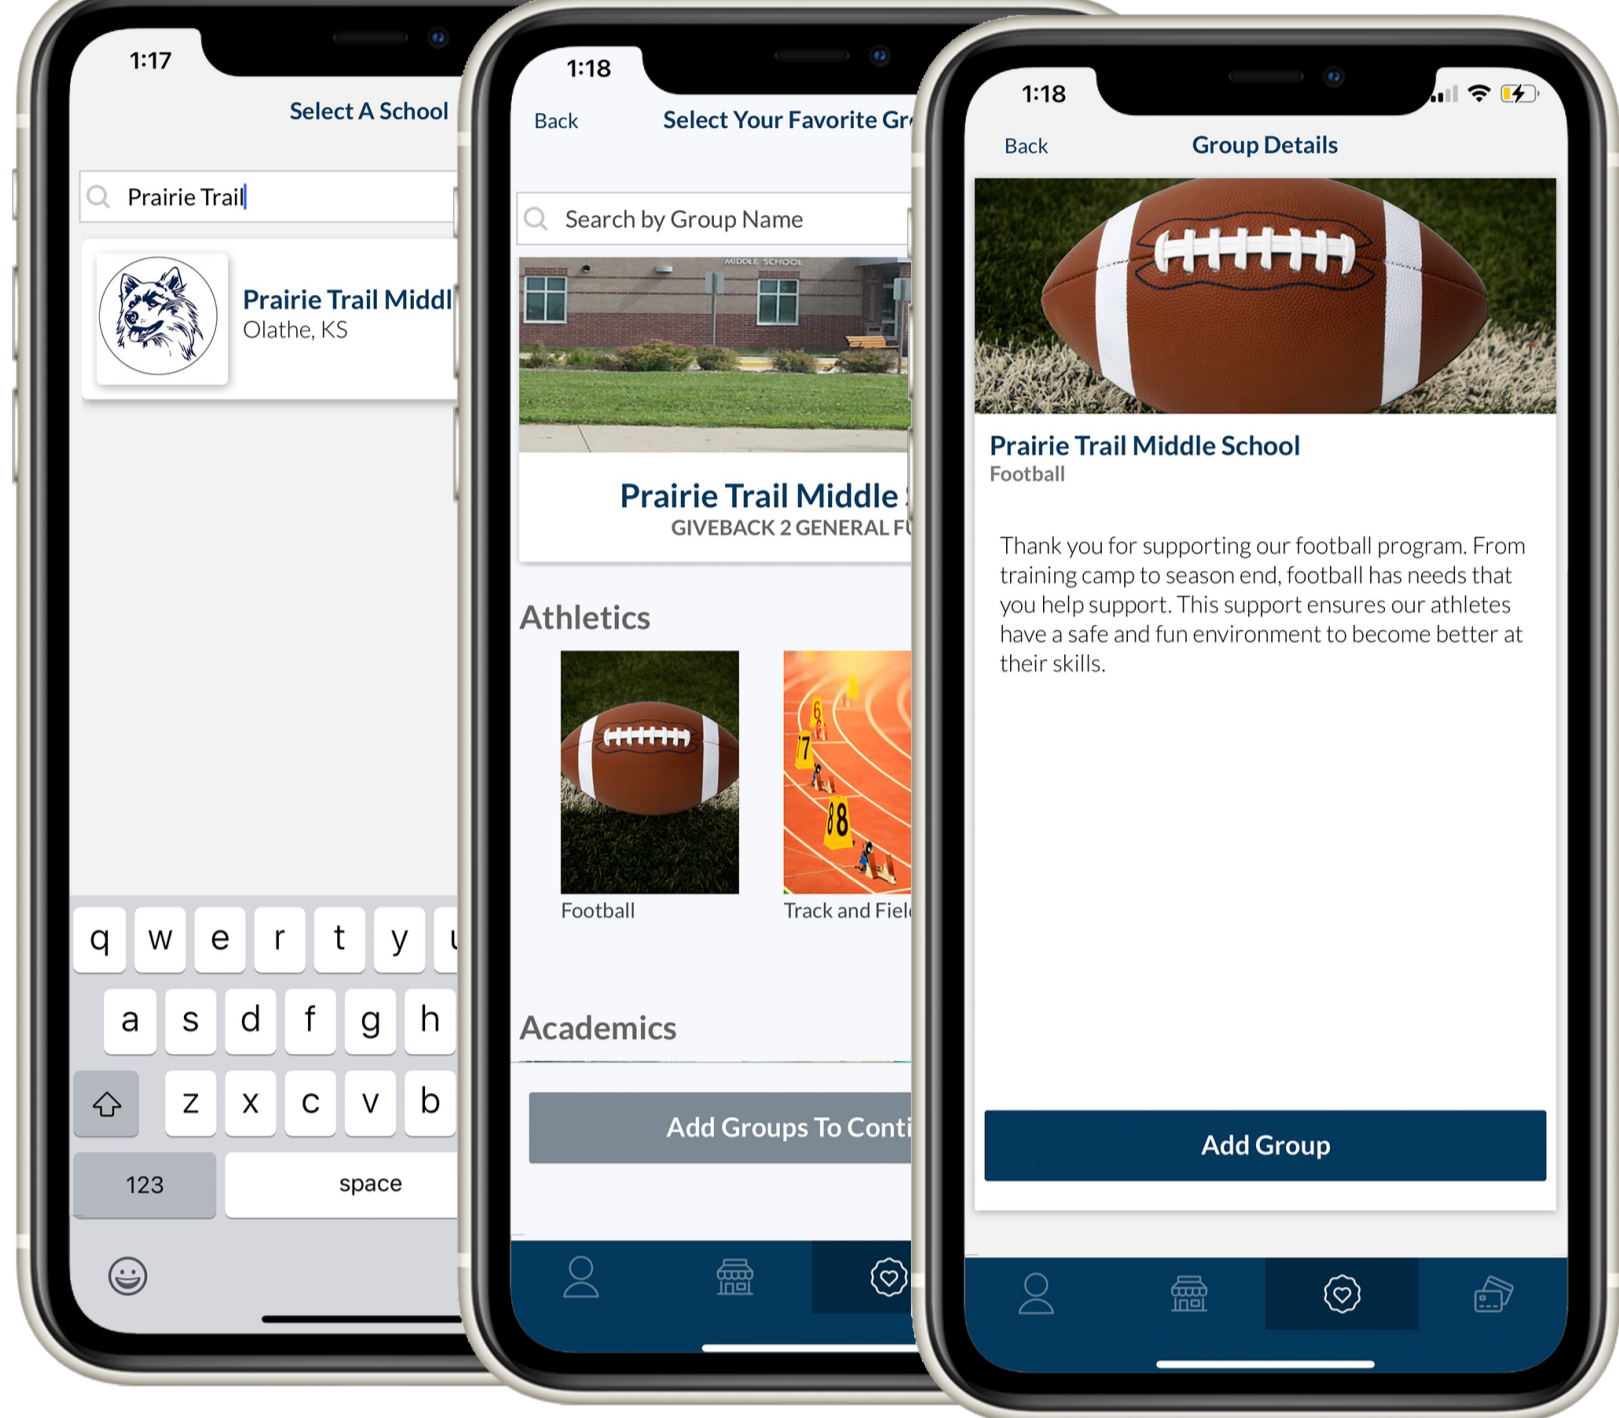 1:17
Select A School
Prairie Trail
Prairie Trail Middl
Olathe, KS
q w e r t y
a s d f g h
z x c v b
123
space
1:18
Back
Select Your Favorite Gr
Search by Group Name
MIDDLE SCHOOL
Prairie Trail Middle
GIVEBACK 2 GENERAL FU
Athletics
6
7
88
Football
Track and Fiel
Academics
Add Groups To Conti
1:18
Back
Group Details
Prairie Trail Middle School
Football
Thank you for supporting our football program. From
training camp to season end, football has needs that
you help support. This support ensures our athletes
have a safe and fun environment to become better at
their skills.
Add Group